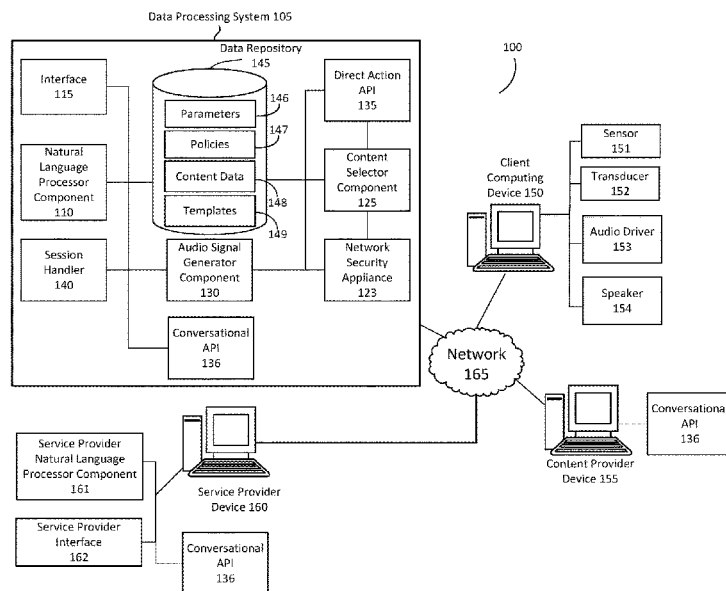 Data Processing System 105
Data Repository
145
100
Interface
115
Parameters
146
Policies
147
Content Data
148
Templates
149
Direct Action
API
135
Natural
Language
Processor
Component
110
Content
Selector
Component
125
Session
Handler
140
Audio Signal
Generator
Component
130
Network
Security
Appliance
123
Conversational
API
136
Client
Computing
Device 150
Sensor
151
Transducer
152
Audio Driver
153
Speaker
154
Network
165
Conversational
API
136
Content Provider
Device 155
Service Provider
Natural Language
Processor Component
161
Service Provider
Interface
162
Service Provider
Device 160
Conversational
API
136